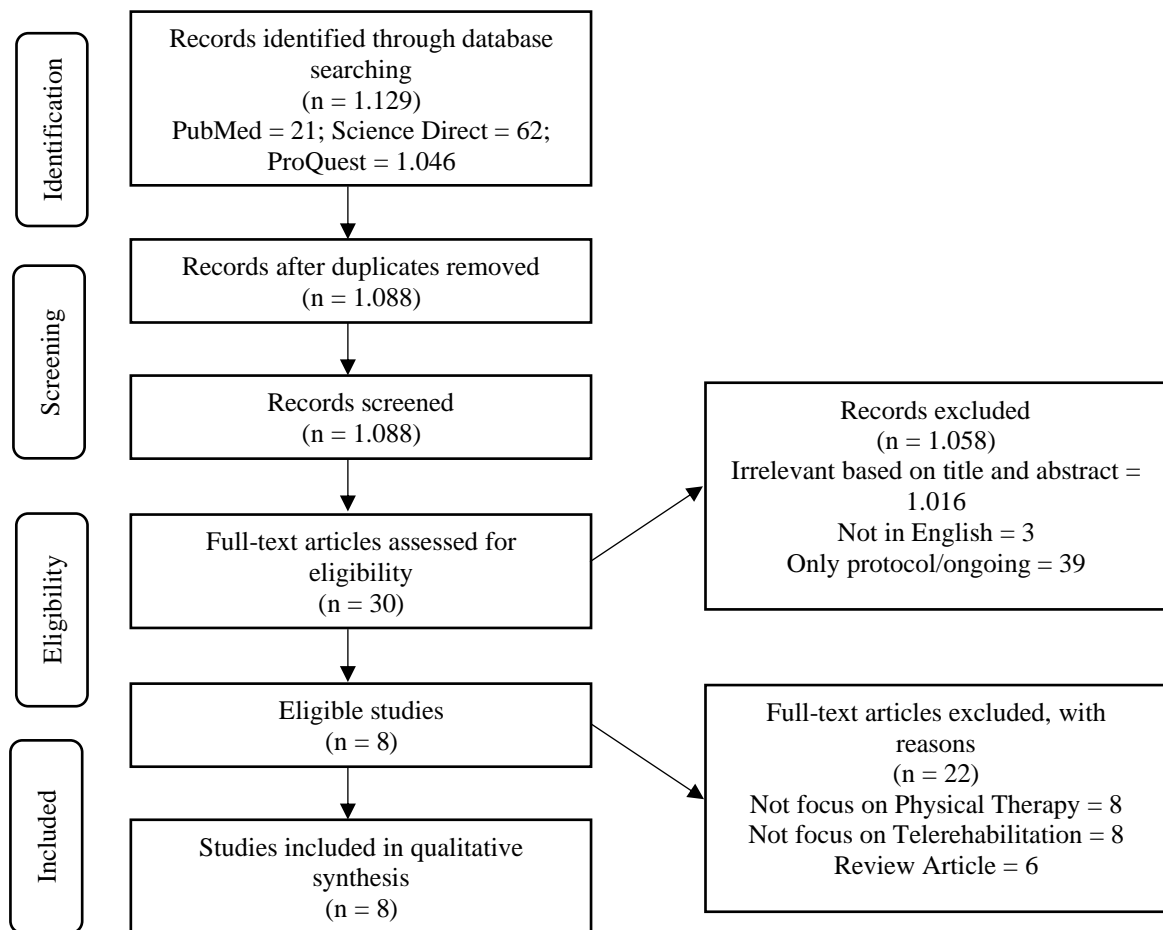 Identification
Records identified through database
searching
(n = 1.129)
PubMed = 21; Science Direct = 62;
ProQuest = 1.046
Screening
Records after duplicates removed
(n = 1.088)
Records screened
(n = 1.088)
Records excluded
(n = 1.058)
Irrelevant based on title and abstract =
1.016
Not in English = 3
Only protocol/ongoing = 39
Eligibility
Full-text articles assessed for
eligibility
(n = 30)
Eligible studies
(n = 8)
Full-text articles excluded, with
reasons
(n = 22)
Not focus on Physical Therapy = 8
Not focus on Telerehabilitation = 8
Review Article = 6
Included
Studies included in qualitative
synthesis
(n = 8)